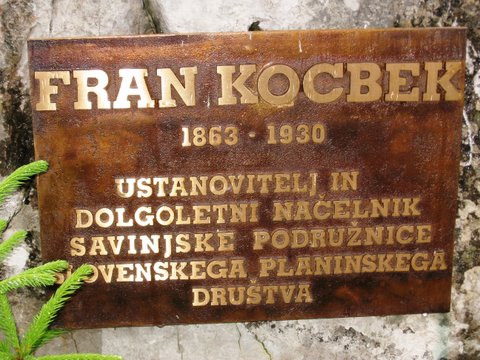 FRAN KOCBEK
1863 - 1930
USTANOVITELJ IN
DOLGOLETNI NAČELNIK
SAVINJSKE PODRUŽNICE
SLOVENSKEGA PLANINSKEGA
DRUŠTVA